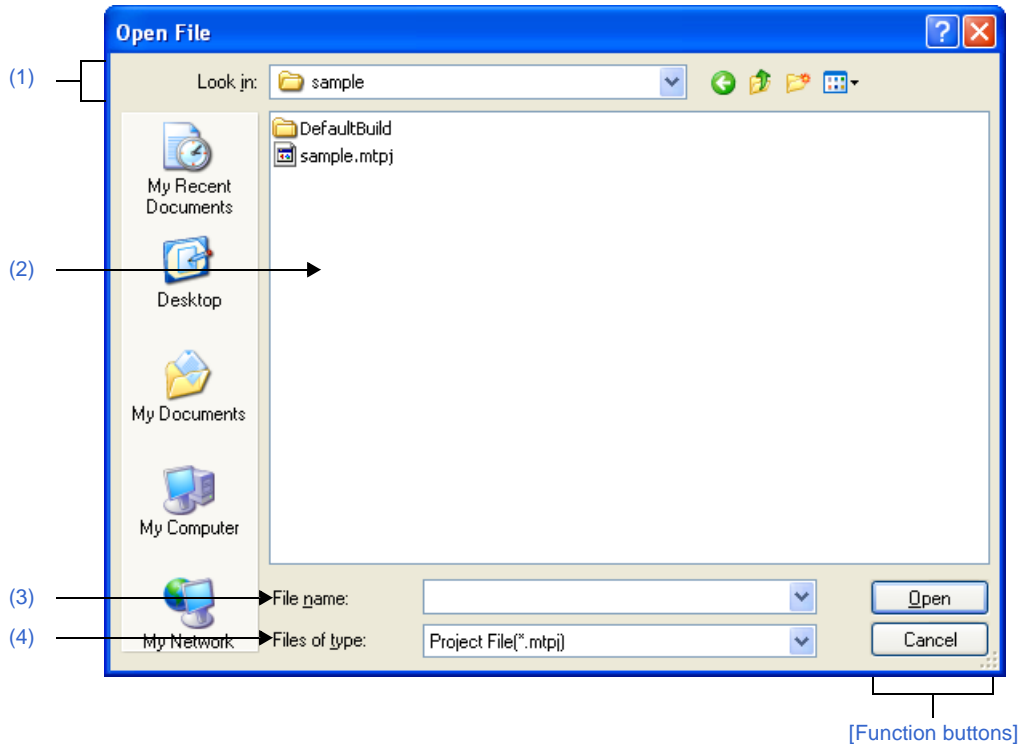 Open File
(1)
Look in:
sample
DefaultBuild
sample.mtpj
My Recent
Documents
(2)
Desktop
My Documents
My Computer
(3)
File name:
Open
(4)
My Network
Files of type:
Project File(*.mtpj)
Cancel
[Function buttons]